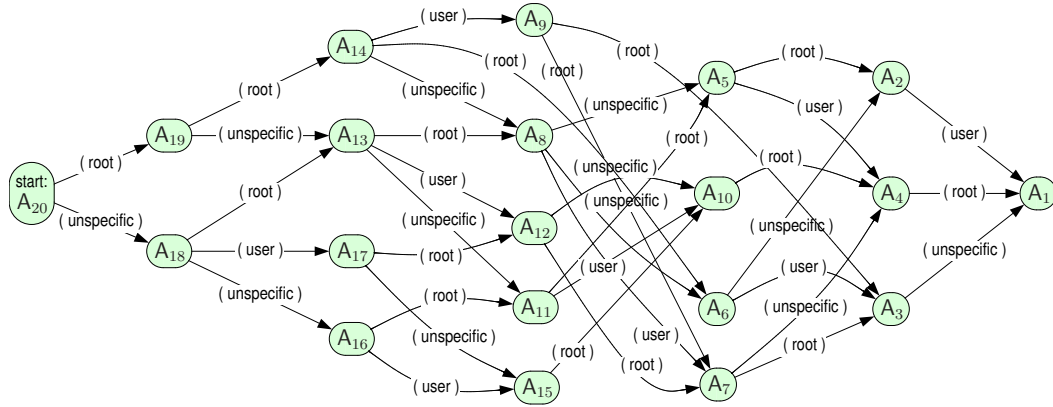 ( user )
A9
A14
( root )
( root )
( root )
( root )
A5
A2
( root )
( unspecific )
( unspecific )
( user )
( user )
A19
( unspecific )
A13
( root )
A8
( root )
start:
A20
( root )
( root )
( user )
( unspecific )
( root )
A10
( root )
A4
( root )
A1
( unspecific )
( unspecific )
( unspecific )
A12
( unspecific )
A18
( user )
A17
( root )
( unspecific )
( user )
( user )
( unspecific )
( root )
A11
A6
A3
( unspecific )
A16
( unspecific )
( user )
( root )
( root )
( root )
( user )
A15
A7